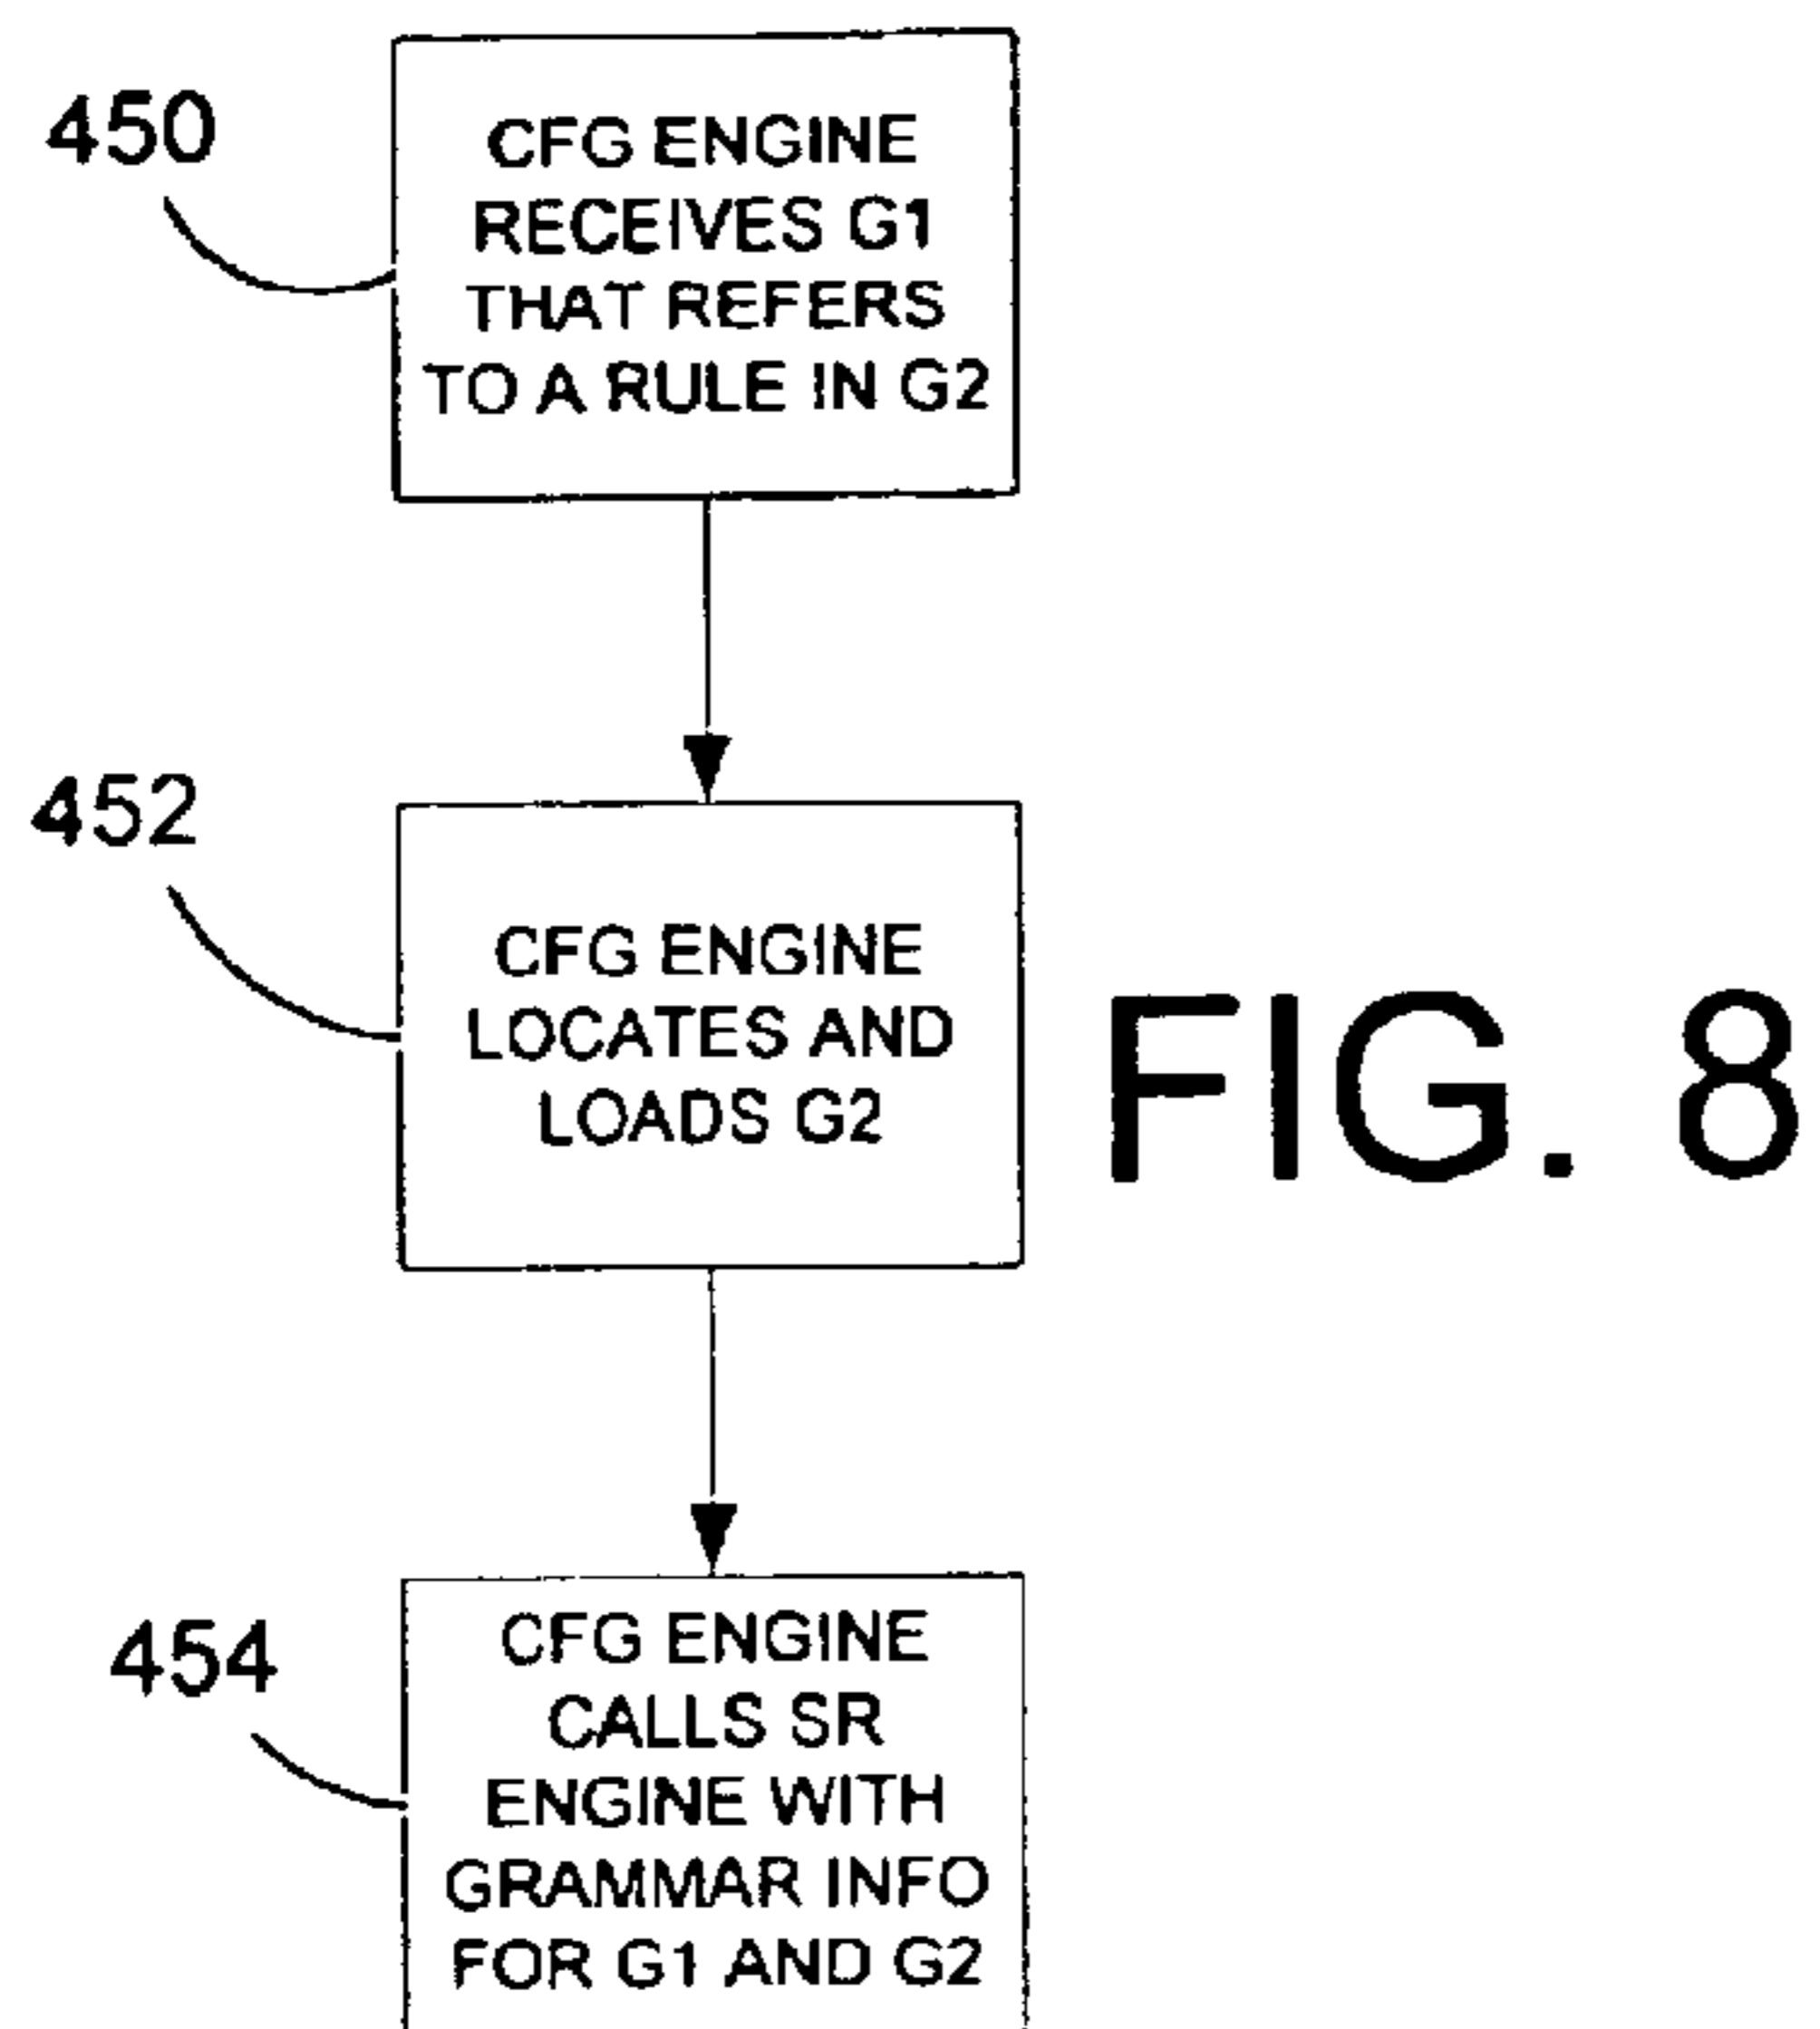 450
CFG ENGINE
RECEIVES G1
THAT REFERS
TO A RULE IN G2
452
CFG ENGINE
LOCATES AND
LOADS G2
FIG. 8
454
CFG ENGINE
CALLS SR
ENGINE WITH
GRAMMAR INFO
FOR G1 AND G2